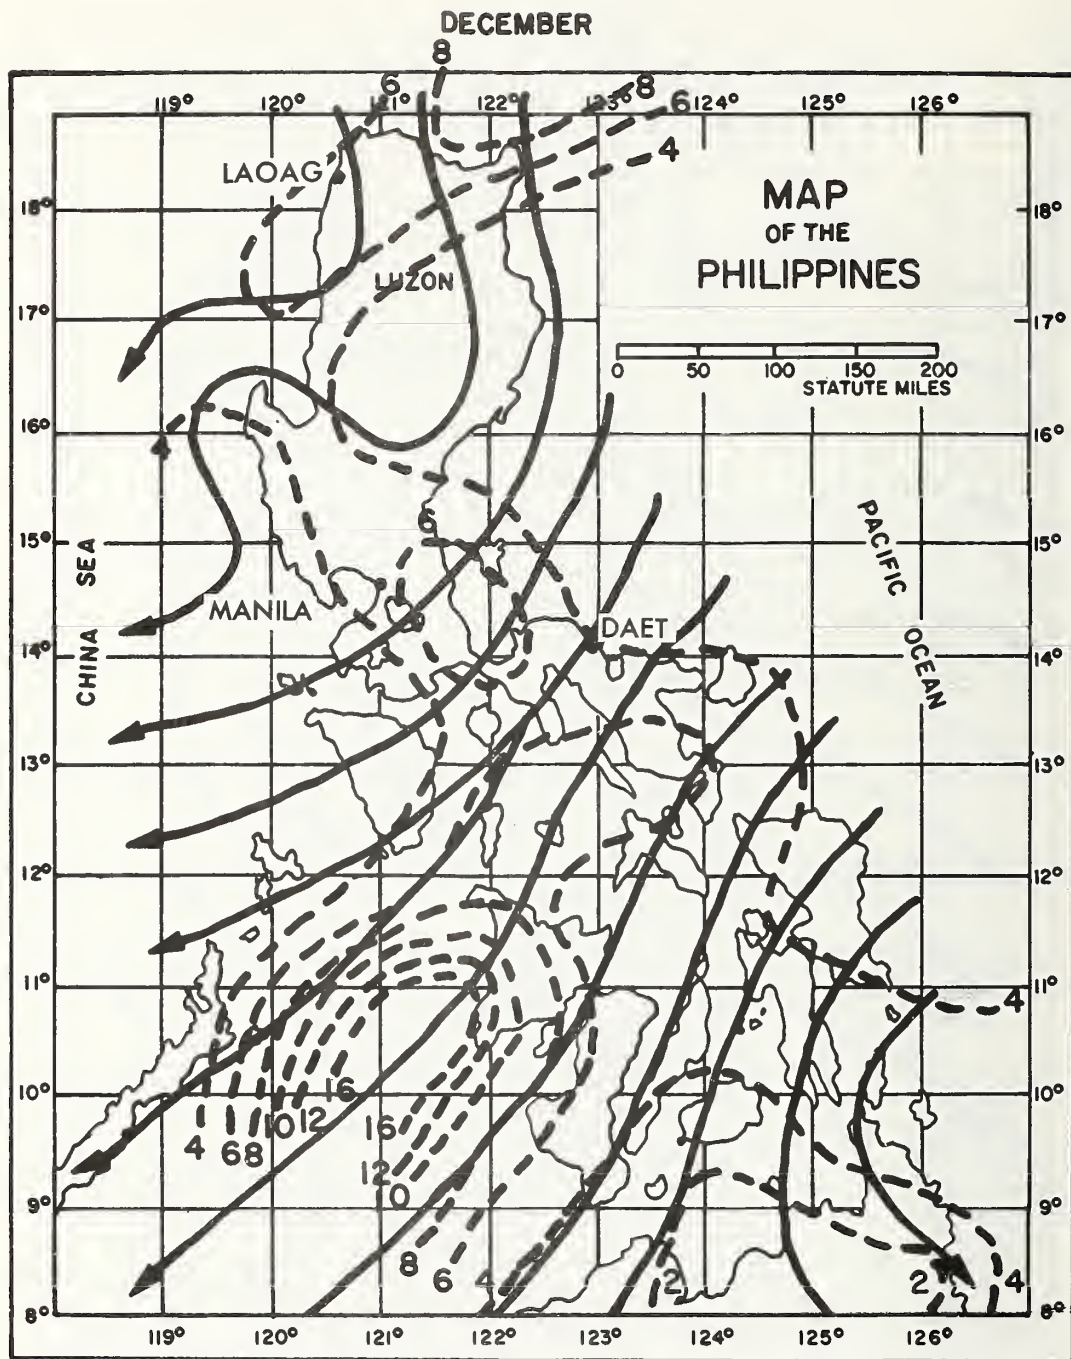 DECEMBER
8
6 8 6
119° 120° 121° 122° 123° 124° 125° 126°
4
LAOAG
MAP
OF THE
PHILIPPINES
18° 18°
LUZON
17° 17°
0 50 100 150 200
STATUTE MILES
16° 16°
4
6
PACIFIC OCEAN
15° 15°
CHINA SEA
MANILA
DAET
14° 14°
13° 13°
12° 12°
11° 11°
4
16
10° 10°
4 6 8 10 12
16
12
10
9° 9°
8 6 4 2 2 4
8° 8°
119° 120° 121° 122° 123° 124° 125° 126°